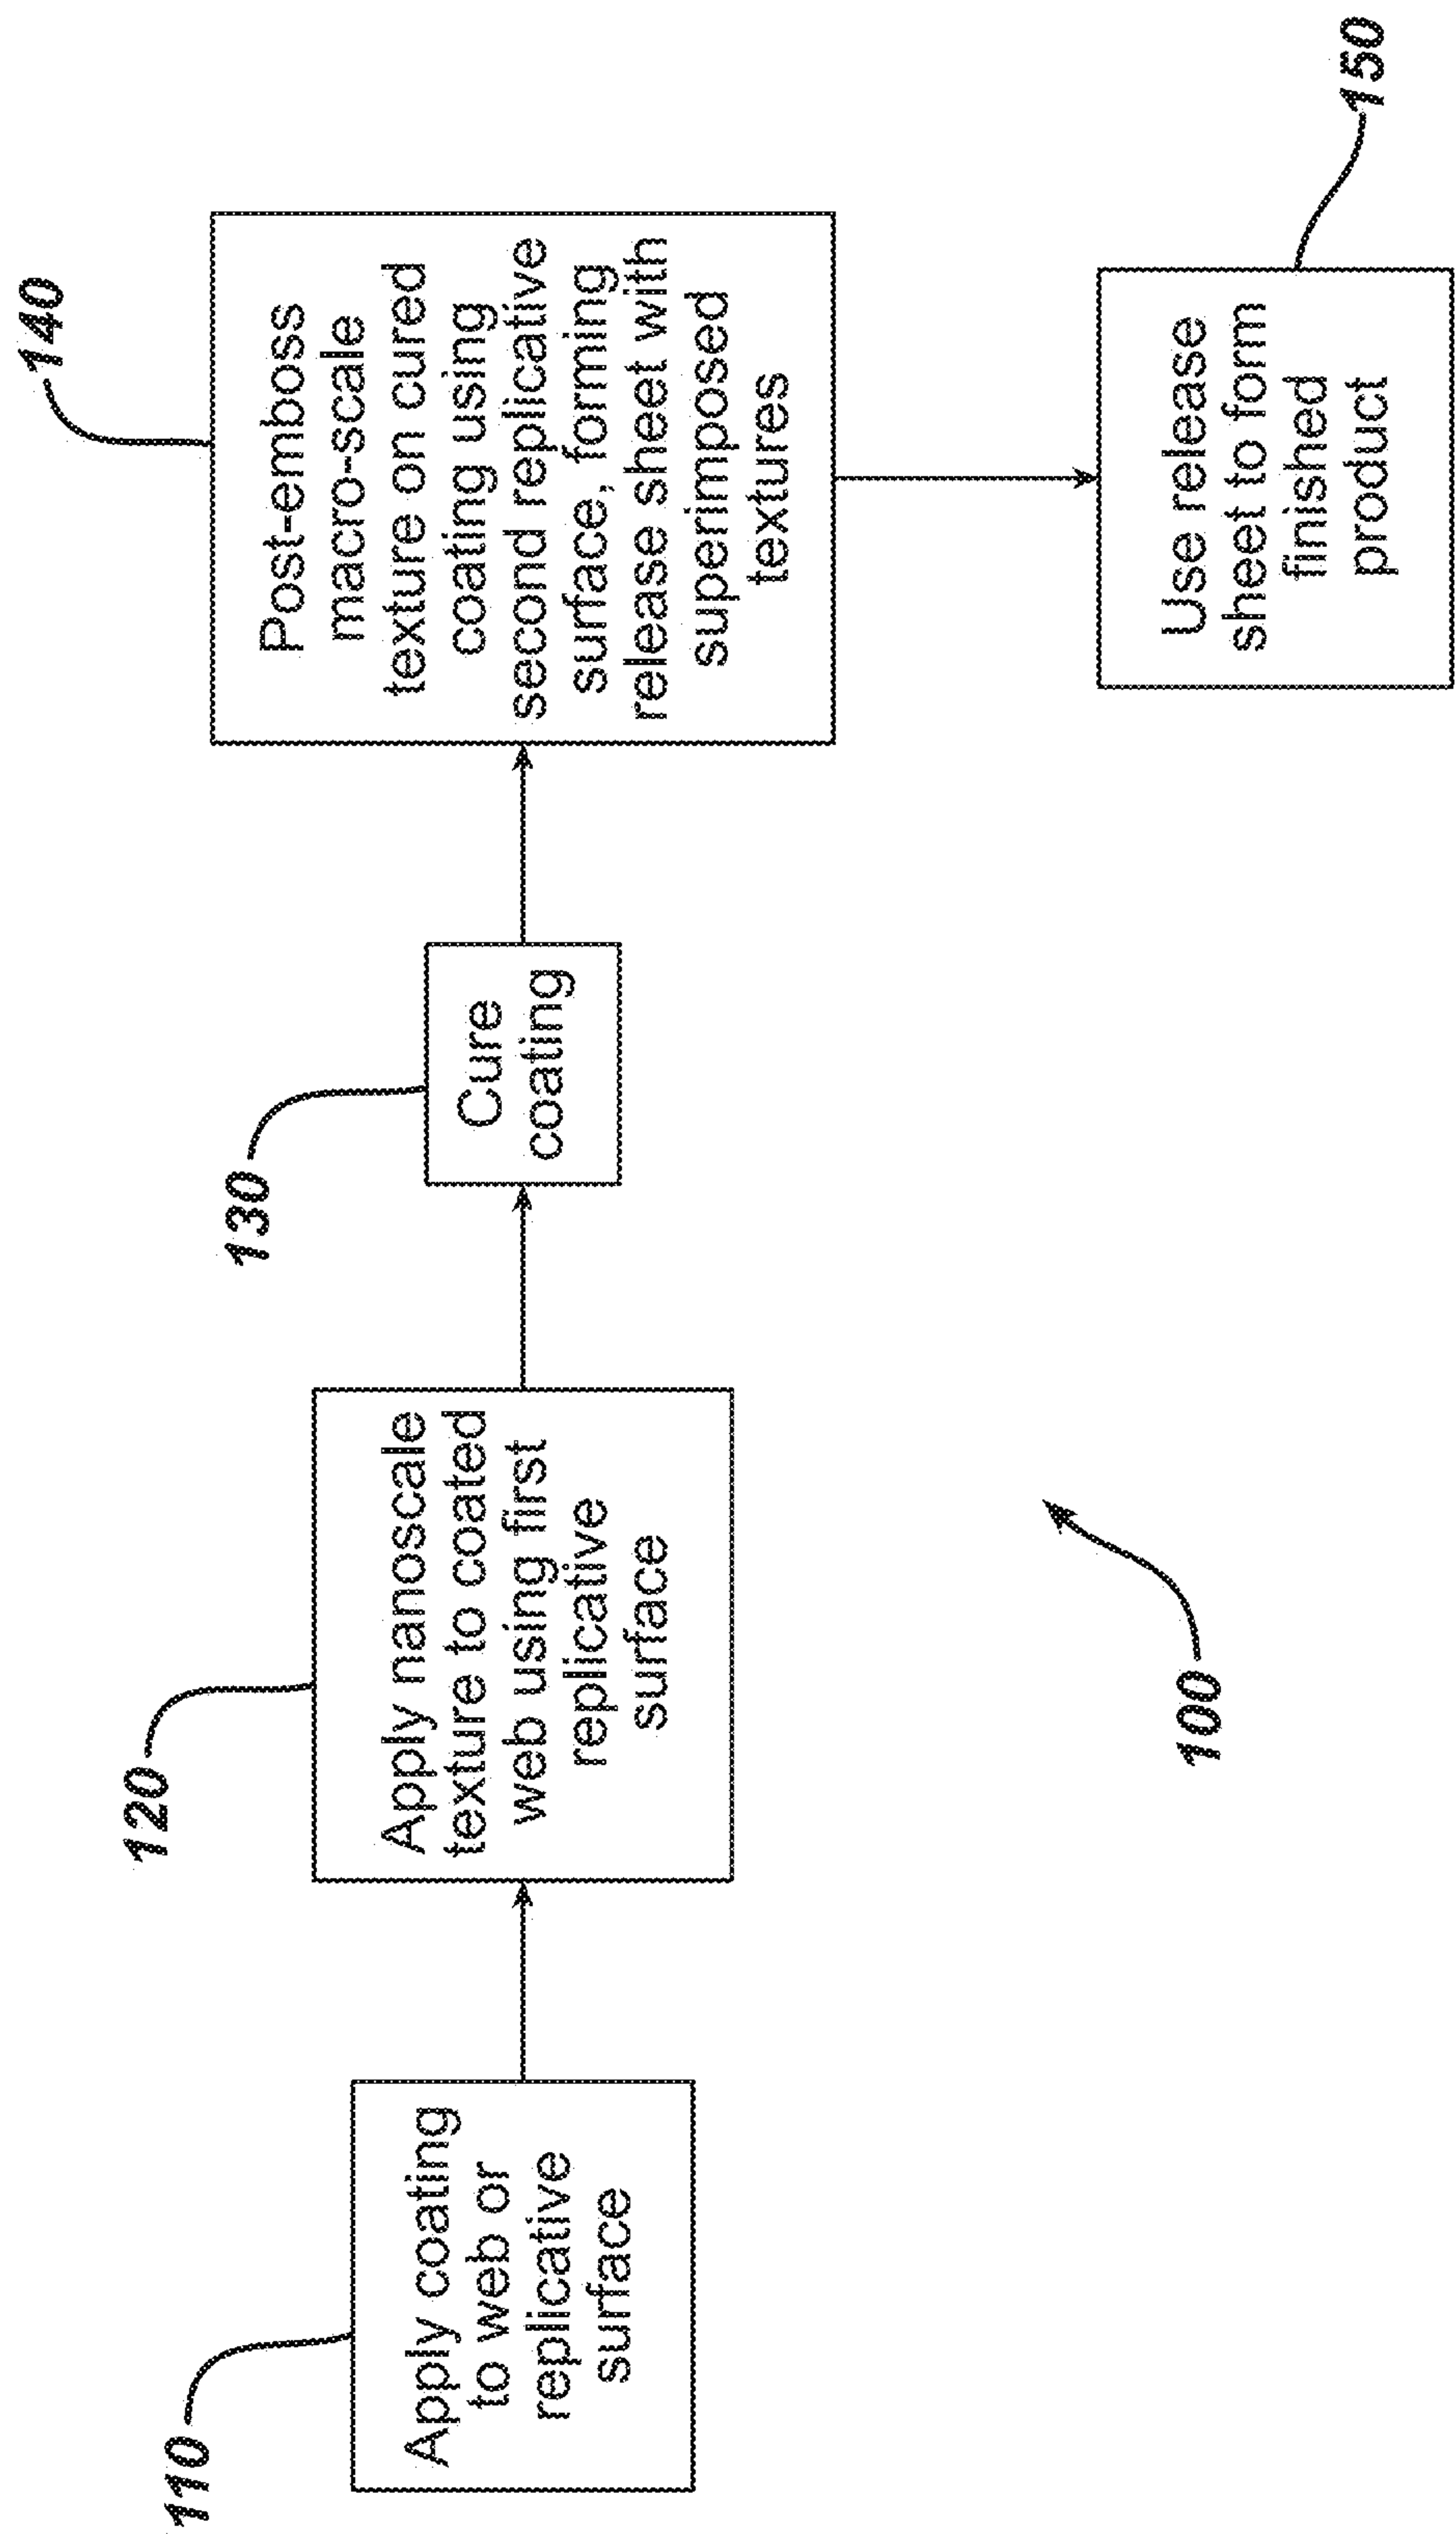 110
Apply coating
to web or
replicative
surface
120
Apply nanoscale
texture to coated
web using first
replicative
surface
130
Cure
coating
140
Post-emboss
macro-scale
texture on cured
coating using
second replicative
surface, forming
release sheet with
superimposed
textures
150
Use release
sheet to form
finished
product
100